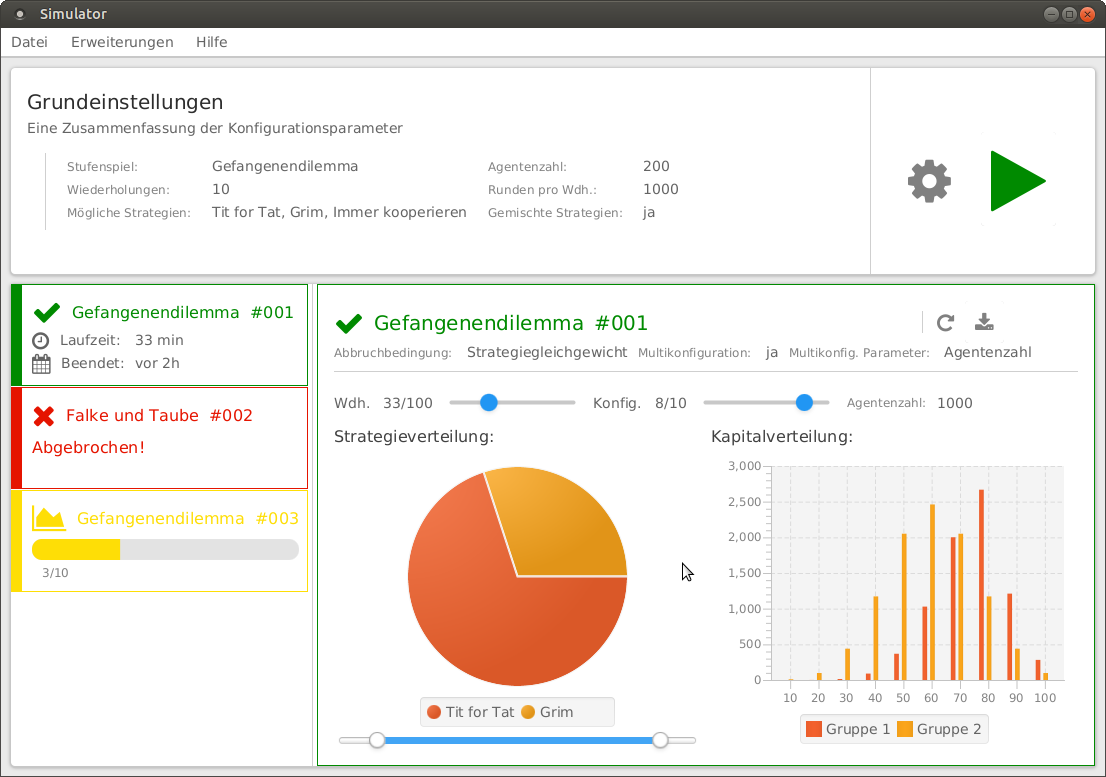 Simulator
Datei Erweiterungen Hilfe
Grundeinstellungen
Eine Zusammenfassung der Konfigurationsparameter
Stufenspiel: Gefangenendilemma Agentenzahl: 200
Wiederholungen: 10 Runden pro Wdh.: 1000
Mögliche Strategien: Tit for Tat, Grim, Immer kooperieren Gemischte Strategien: ja
Gefangenendilemma #001
Laufzeit: 33 min
Beendet: vor 2h
Falke und Taube #002
Abgebrochen!
Gefangenendilemma #003
3/10
Gefangenendilemma #001
Abbruchbedingung: Strategiegleichgewicht Multikonfiguration: ja Multikonfig. Parameter: Agentenzahl
Wdh. 33/100 Konfig. 8/10 Agentenzahl: 1000
Strategieverteilung:
Tit for Tat Grim
Kapitalverteilung:
3,000
2,500
2,000
1,500
1,000
500
0
10 20 30 40 50 60 70 80 90 100
Gruppe 1 Gruppe 2